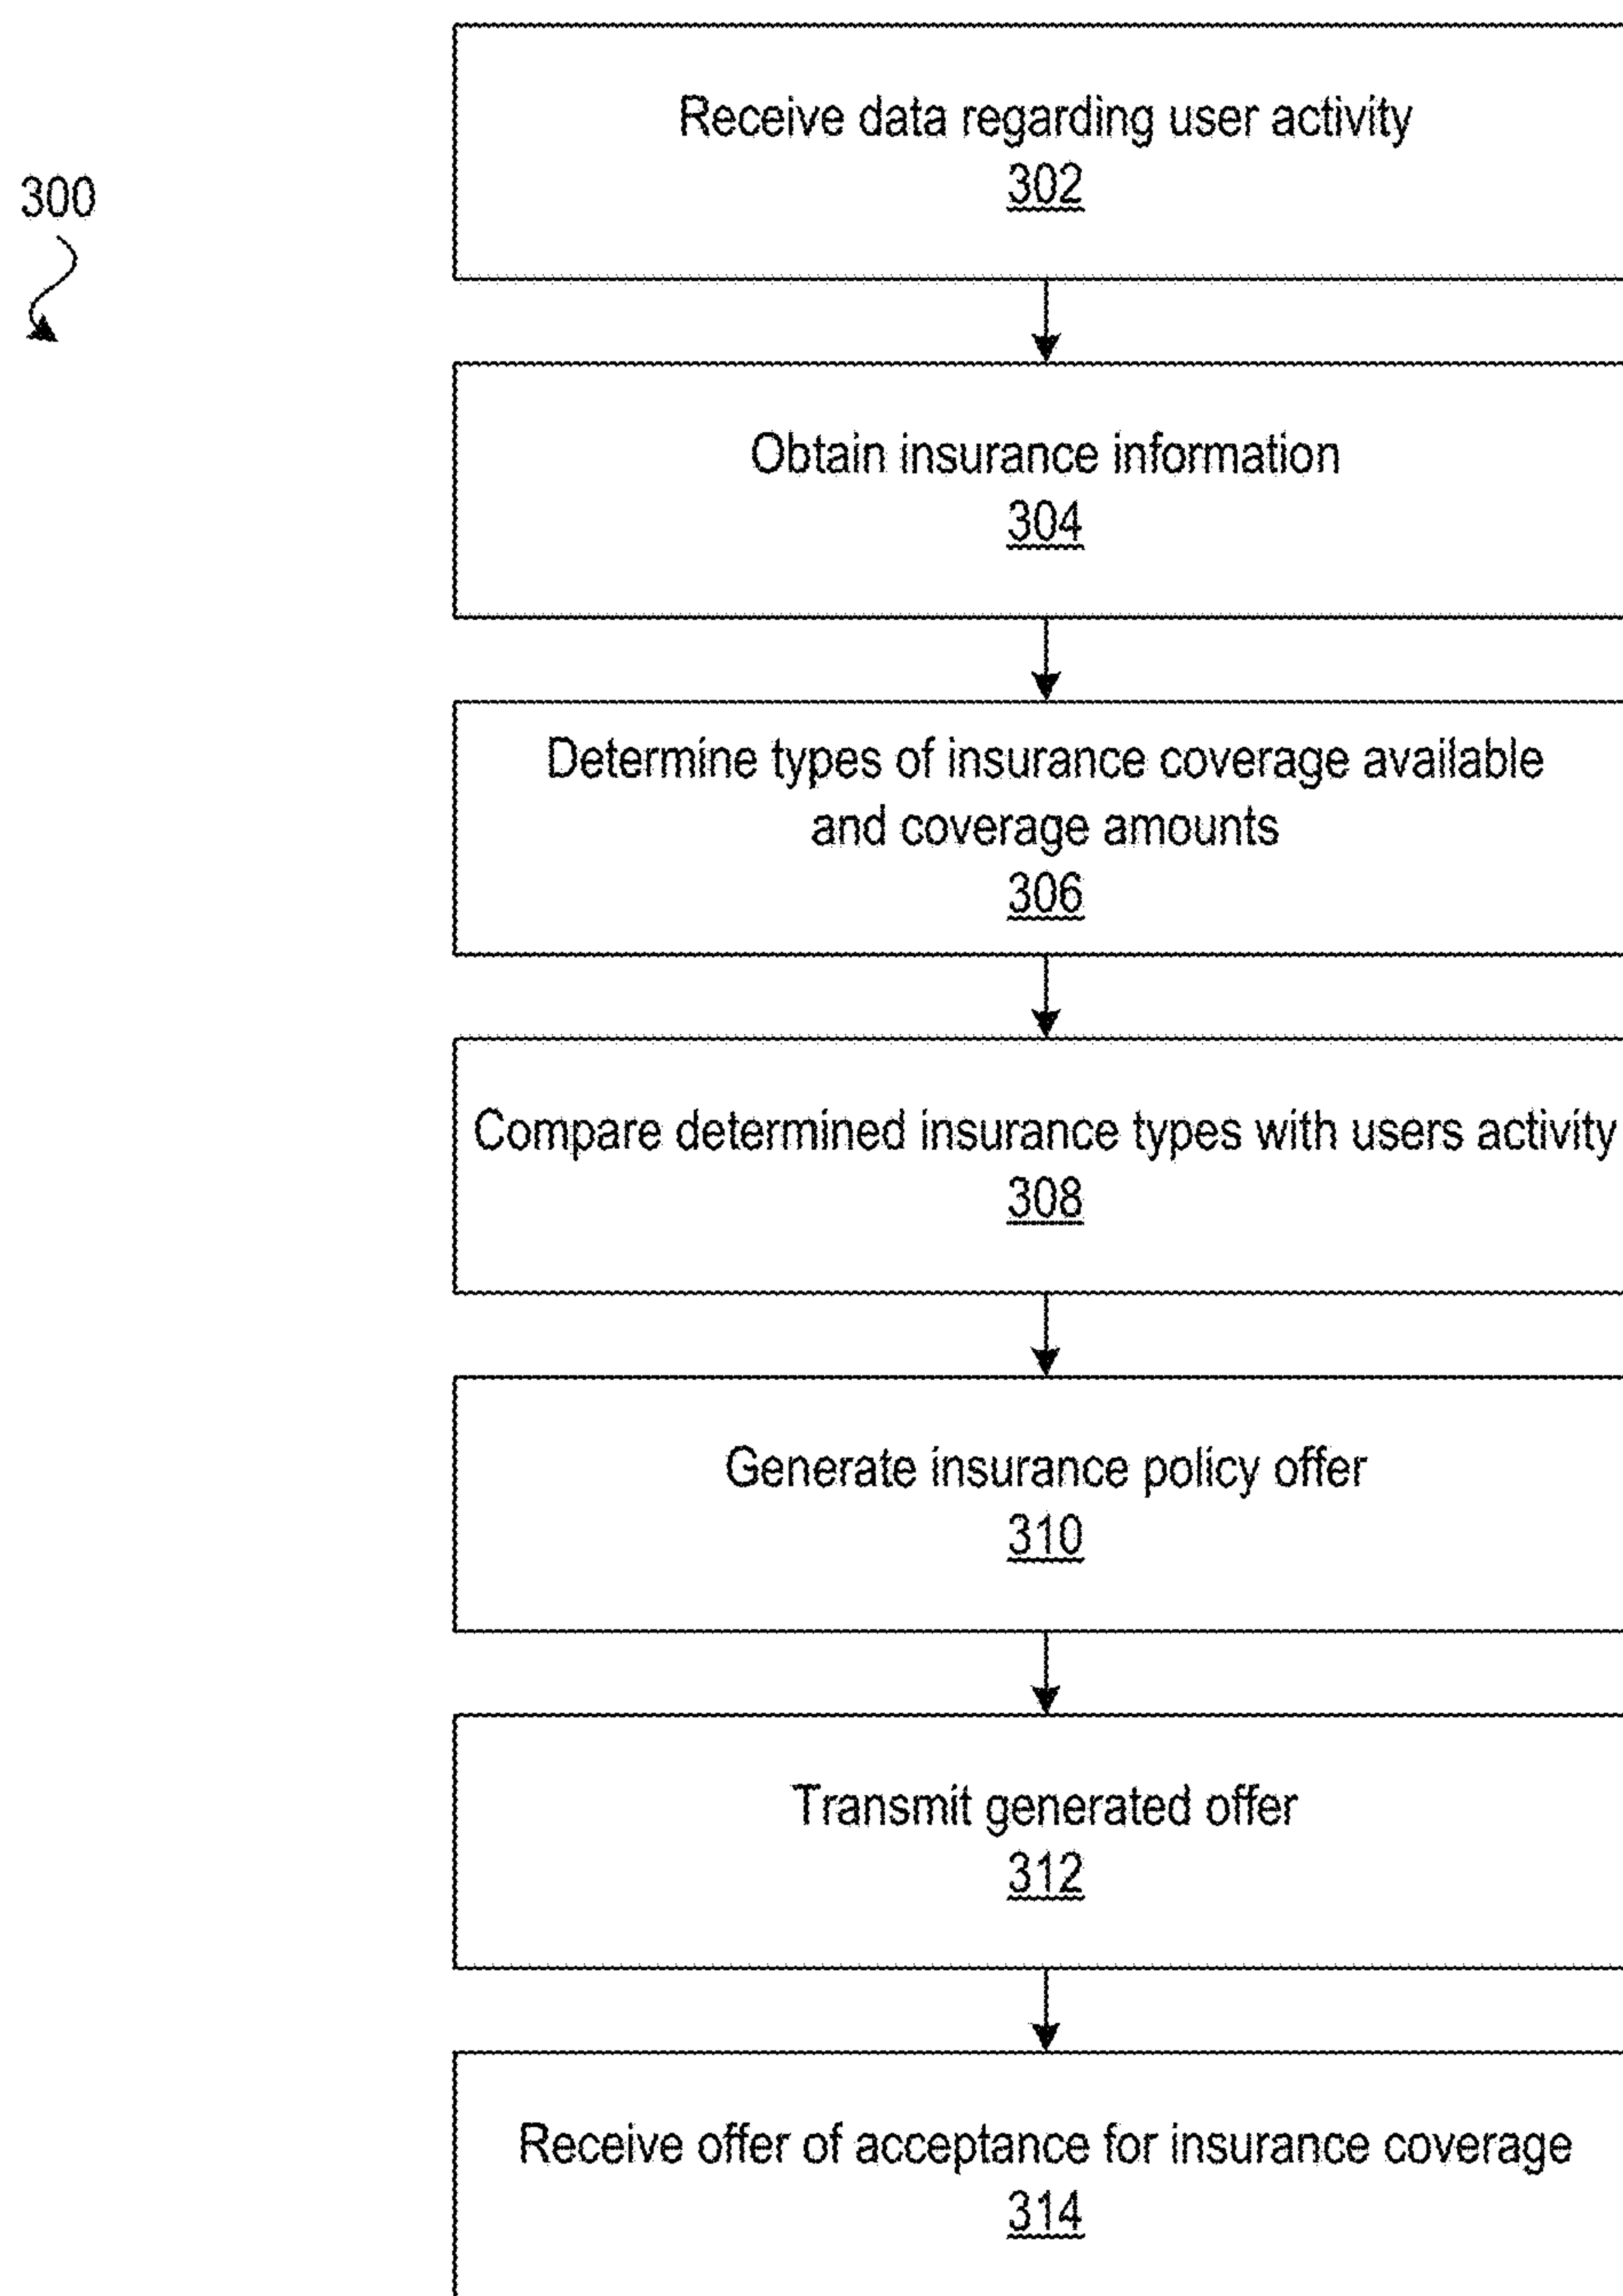 300
Receive data regarding user activity
302
Obtain insurance information
304
Determine types of insurance coverage available
and coverage amounts
306
Compare determined insurance types with users activity
308
Generate insurance policy offer
310
Transmit generated offer
312
Receive offer of acceptance for insurance coverage
314